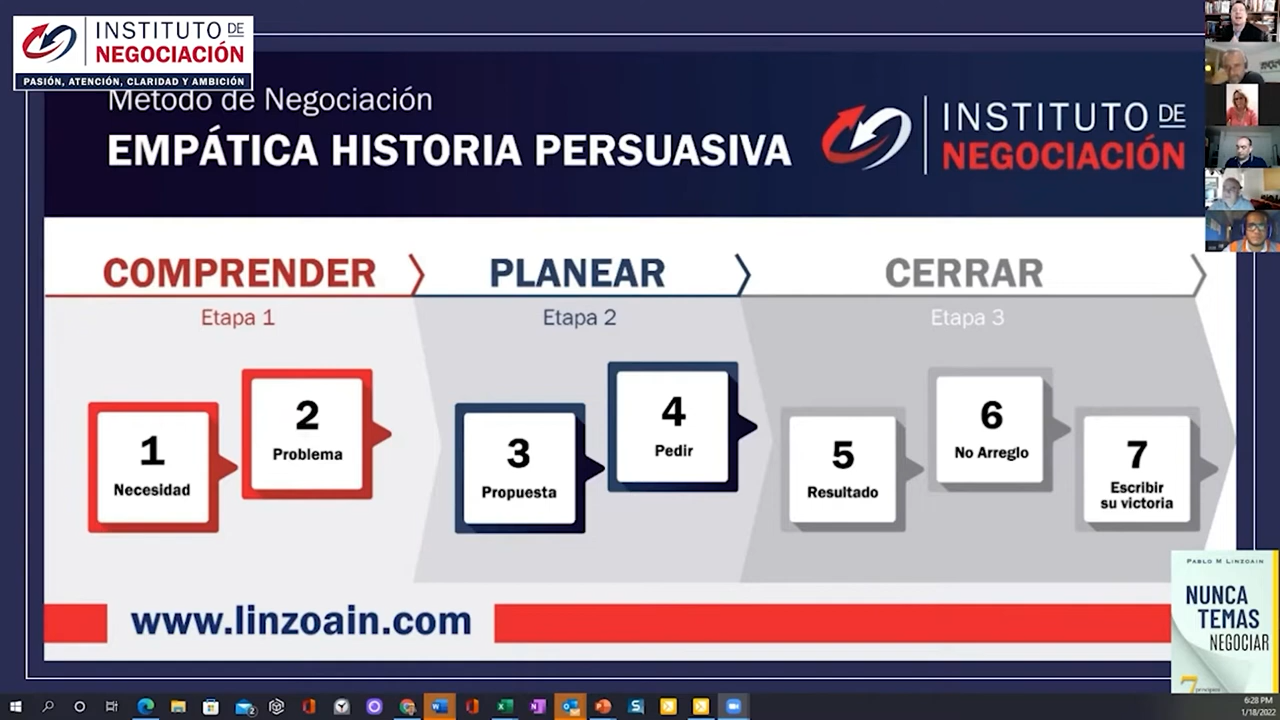 INSTITUTO DE
NEGOCIACIÓN
PASIÓN, ATENCIÓN, CLARIDAD Y AMBICIÓN
Metodo de Negociación
EMPÁTICA HISTORIA PERSUASIVA
INSTITUTO DE
NEGOCIACIÓN
COMPRENDER
PLANEAR
CERRAR
Etapa 1
Etapa 2
Etapa 3
1
Necesidad
2
Problema
3
Propuesta
4
Pedir
5
Resultado
6
No Arreglo
7
Escribir
su victoria
www.linzoain.com
PABLO M LINZOAIN
NUNCA
TEMAS
NEGOCIAR
7 principios
6:28 PM
1/18/2022